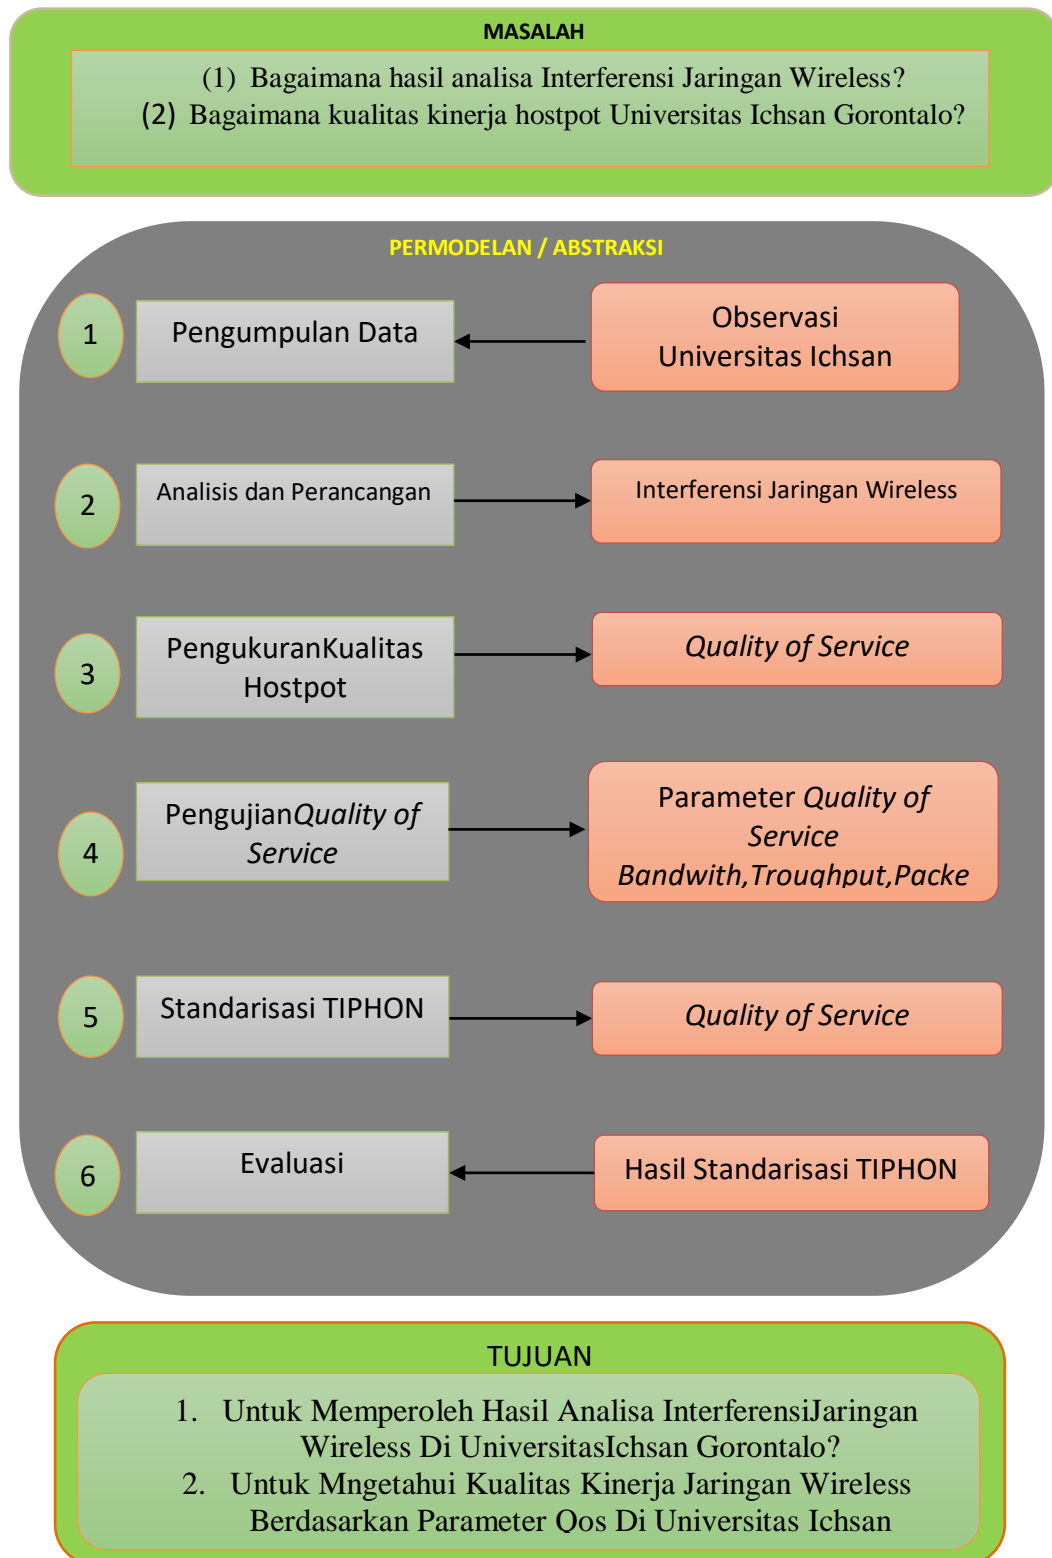 MASALAH
(1) Bagaimana hasil analisa Interferensi Jaringan Wireless?
(2) Bagaimana kualitas kinerja hostpot Universitas Ichsan Gorontalo?
PERMODELAN / ABSTRAKSI
1
Pengumpulan Data
Observasi
Universitas Ichsan
2
Analisis dan Perancangan
Interferensi Jaringan Wireless
3
PengukuranKualitas
Hostpot
Quality of Service
4
PengujianQuality of
Service
Parameter Quality of
Service
Bandwith,Troughput,Packe
5
Standarisasi TIPHON
Quality of Service
6
Evaluasi
Hasil Standarisasi TIPHON
TUJUAN
1. Untuk Memperoleh Hasil Analisa InterferensiJaringan
Wireless Di UniversitasIchsan Gorontalo?
2. Untuk Mngetahui Kualitas Kinerja Jaringan Wireless
Berdasarkan Parameter Qos Di Universitas Ichsan